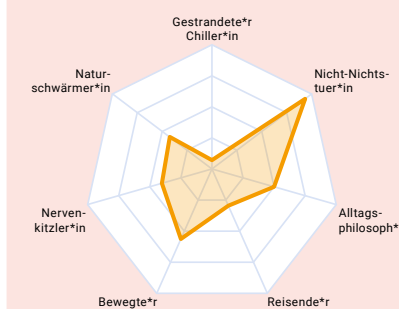 Gestrandete*r
Chiller*in
Nicht-Nichts-
tuer*in
Alltags-
philosoph*
Reisende*r
Bewegte*r
Nerven-
kitzler*in
Natur-
schwärmer*in